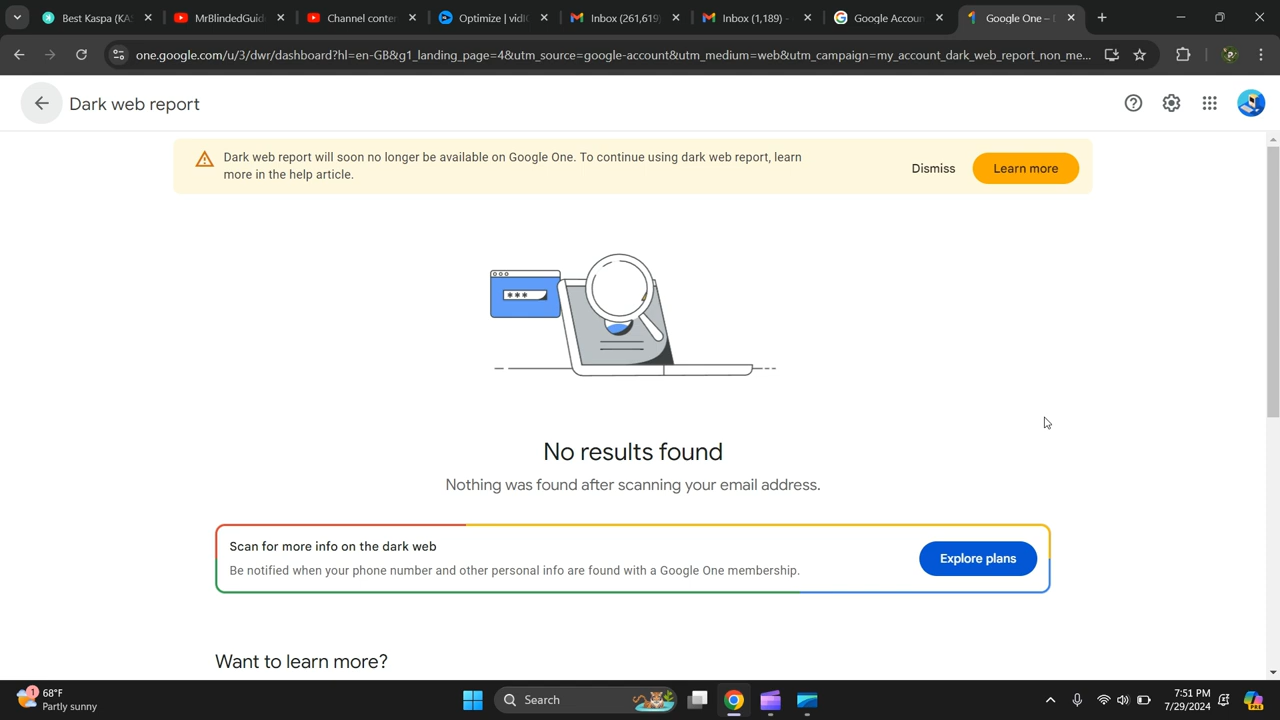 Best Kaspa (KAS
MrBlindedGuid
Channel conter
Optimize | vidI
Inbox (261,619)
Inbox (1,189) -
Google Accoun
Google One – D
one.google.com/u/3/dwr/dashboard?hl=en-GB&g1_landing_page=4&utm_source=google-account&utm_medium=web&utm_campaign=my_account_dark_web_report_non_me...
Dark web report
Dark web report will soon no longer be available on Google One. To continue using dark web report, learn
more in the help article.
Dismiss
Learn more
***
No results found
Nothing was found after scanning your email address.
Scan for more info on the dark web
Be notified when your phone number and other personal info are found with a Google One membership.
Explore plans
Want to learn more?
1
68°F
Partly sunny
Search
7:51 PM
7/29/2024